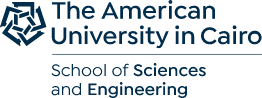 The American
University in Cairo
School of Sciences
and Engineering